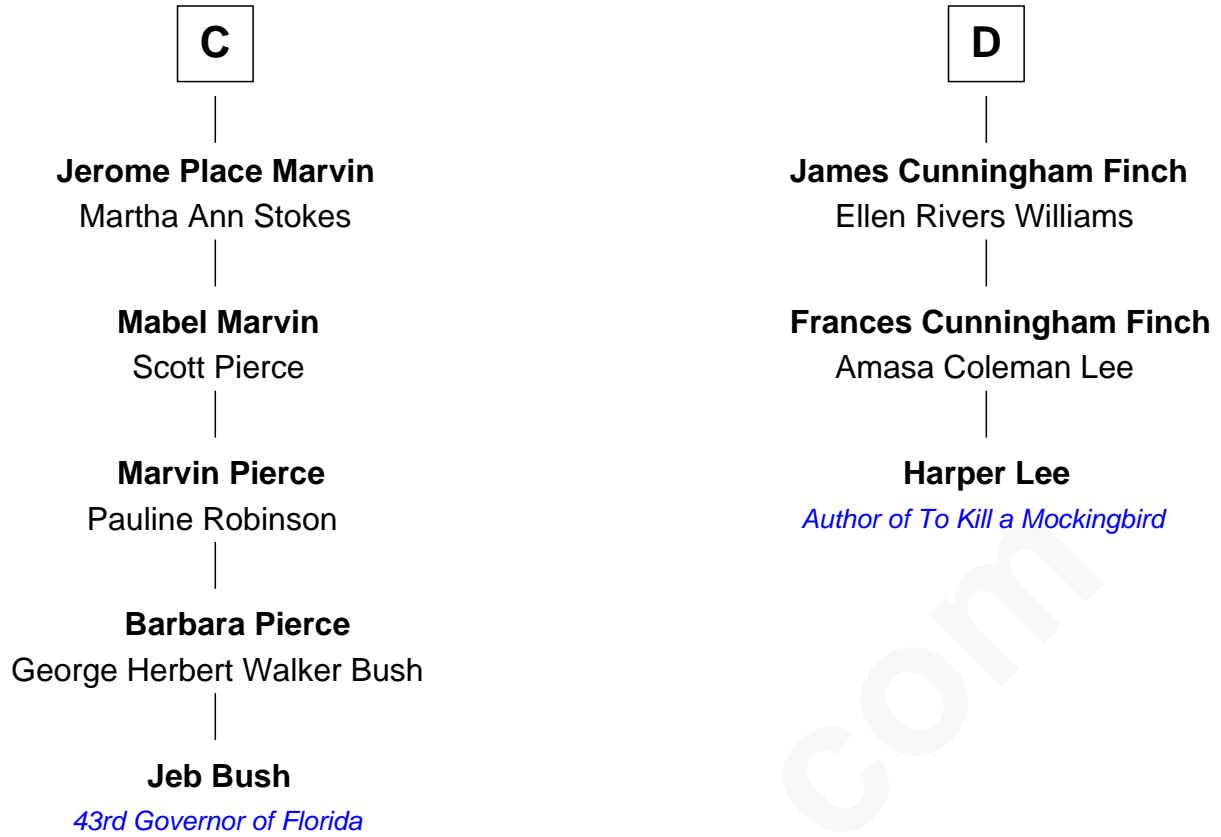 C
Jerome Place Marvin
Martha Ann Stokes
Mabel Marvin
Scott Pierce
Marvin Pierce
Pauline Robinson
Barbara Pierce
George Herbert Walker Bush
Jeb Bush
43rd Governor of Florida
D
James Cunningham Finch
Ellen Rivers Williams
Frances Cunningham Finch
Amasa Coleman Lee
Harper Lee
Author of To Kill a Mockingbird
com